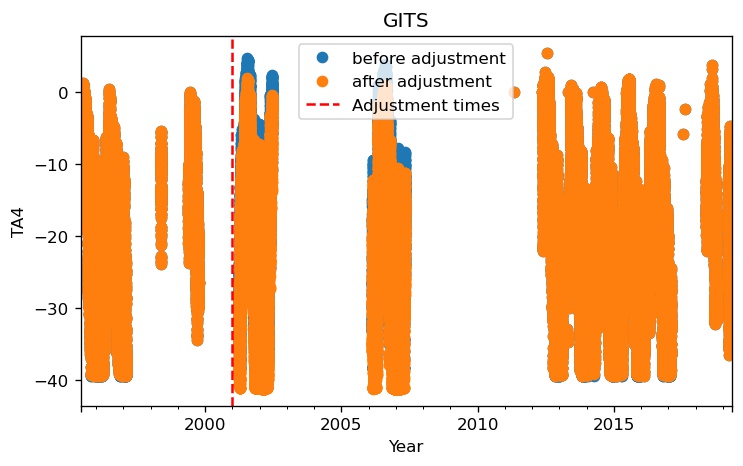 GITS
before adjustment
after adjustment
Adjustment times
TA4
0
−10
−20
−30
−40
2000 2005 2010 2015
Year